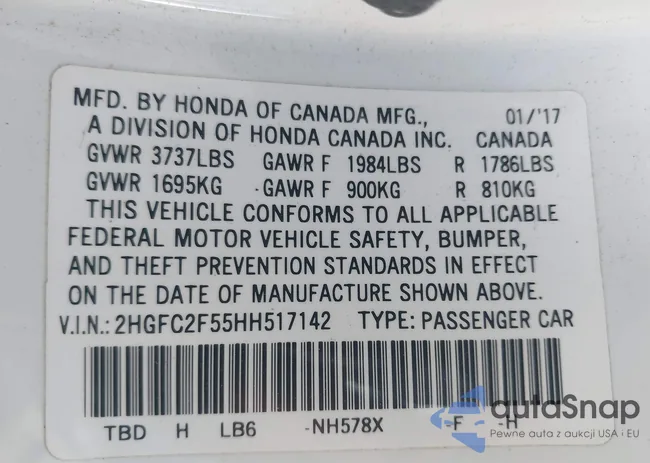 MFD. BY HONDA OF CANADA MFG., 01/'17
A DIVISION OF HONDA CANADA INC. CANADA
GVWR 3737LBS GAWR F 1984LBS R 1786LBS
GVWR 1695KG GAWR F 900KG R 810KG
THIS VEHICLE CONFORMS TO ALL APPLICABLE
FEDERAL MOTOR VEHICLE SAFETY, BUMPER,
AND THEFT PREVENTION STANDARDS IN EFFECT
ON THE DATE OF MANUFACTURE SHOWN ABOVE.
V.I.N.: 2HGFC2F55HH517142 TYPE: PASSENGER CAR
TBD H LB6 -NH578X -F -H
autaSnap
Pewne auta z aukcji USA i EU